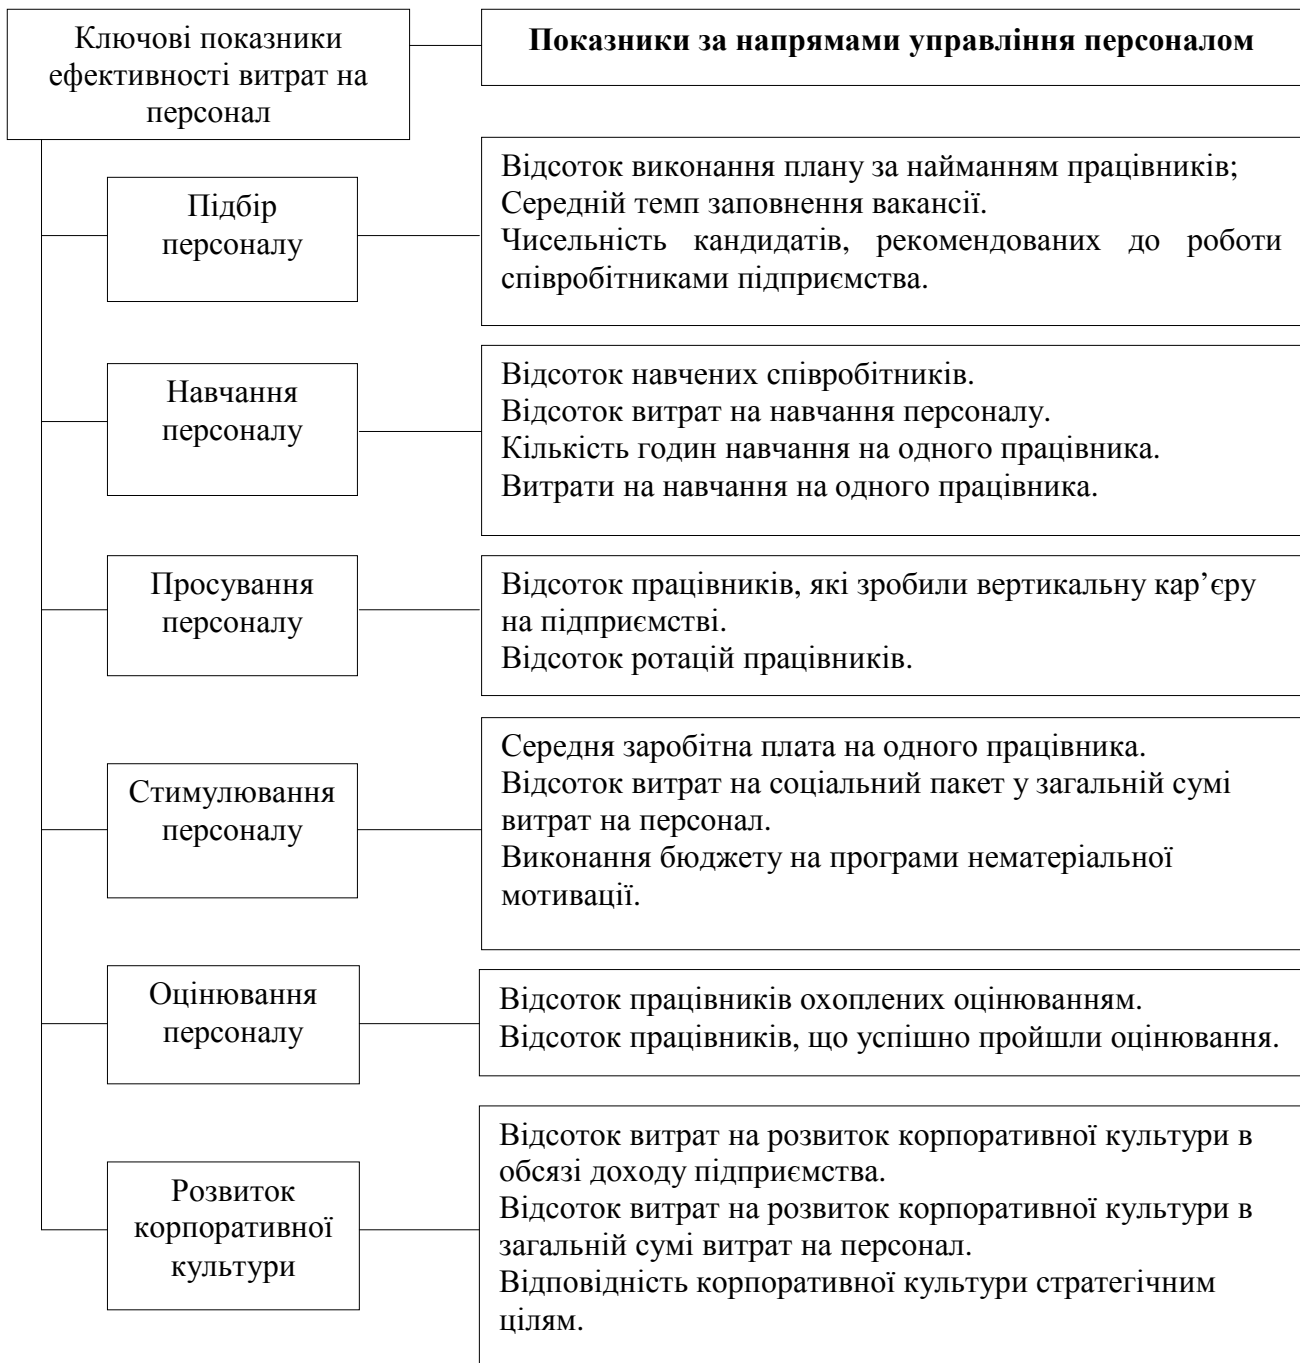 Ключові показники
ефективності витрат на
персонал
Показники за напрямами управління персоналом
Підбір
персоналу
Відсоток виконання плану за найманням працівників;
Середній темп заповнення вакансії.
Чисельність кандидатів, рекомендованих до роботи
співробітниками підприємства.
Навчання
персоналу
Відсоток навчених співробітників.
Відсоток витрат на навчання персоналу.
Кількість годин навчання на одного працівника.
Витрати на навчання на одного працівника.
Просування
персоналу
Відсоток працівників, які зробили вертикальну кар’єру
на підприємстві.
Відсоток ротацій працівників.
Стимулювання
персоналу
Середня заробітна плата на одного працівника.
Відсоток витрат на соціальний пакет у загальній сумі
витрат на персонал.
Виконання бюджету на програми нематеріальної
мотивації.
Оцінювання
персоналу
Відсоток працівників охоплених оцінюванням.
Відсоток працівників, що успішно пройшли оцінювання.
Розвиток
корпоративної
культури
Відсоток витрат на розвиток корпоративної культури в
обсязі доходу підприємства.
Відсоток витрат на розвиток корпоративної культури в
загальній сумі витрат на персонал.
Відповідність корпоративної культури стратегічним
цілям.